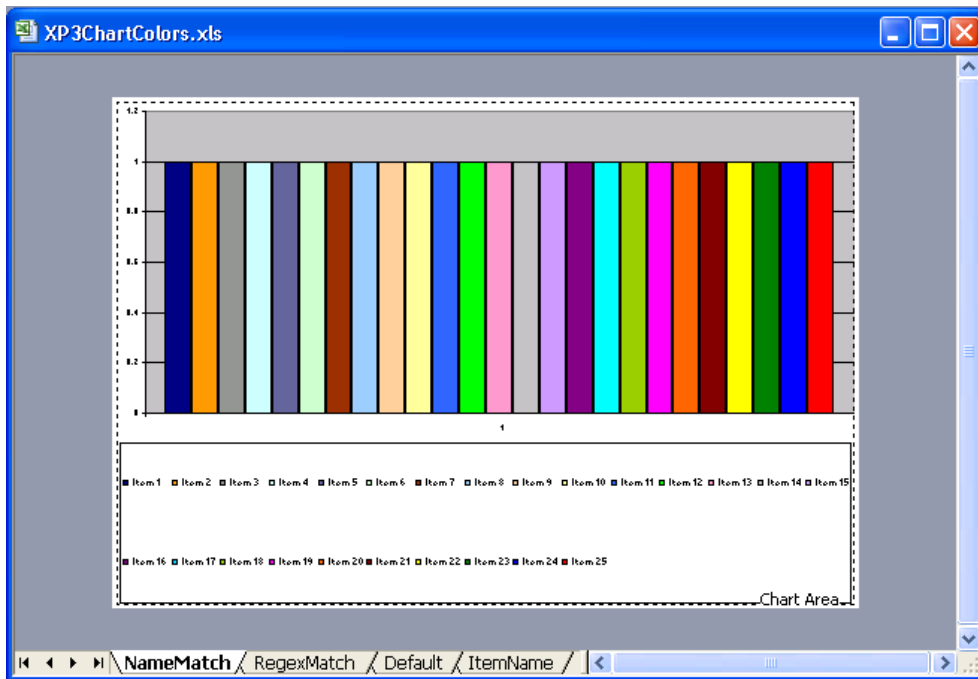 XP3ChartColors.xls
1.2
1
0.8
0.6
0.4
0.2
0
1
Item 1 Item 2 Item 3 Item 4 Item 5 Item 6 Item 7 Item 8 Item 9 Item 10 Item 11 Item 12 Item 13 Item 14 Item 15
Item 16 Item 17 Item 18 Item 19 Item 20 Item 21 Item 22 Item 23 Item 24 Item 25
Chart Area
NameMatch RegexMatch Default ItemName